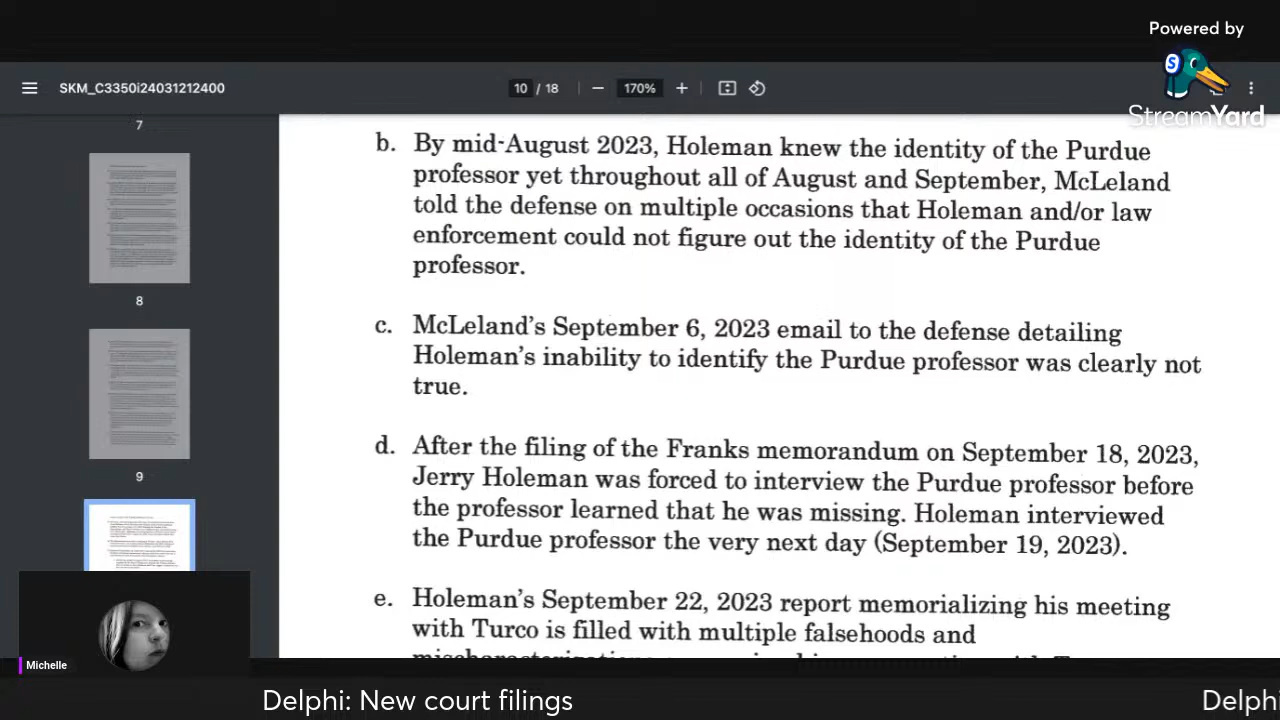 Powered by
StreamYard
SKM_C3350i24031212400
10 / 18
170%
7
8
9
b. By mid-August 2023, Holeman knew the identity of the Purdue
professor yet throughout all of August and September, McLeland
told the defense on multiple occasions that Holeman and/or law
enforcement could not figure out the identity of the Purdue
professor.
c. McLeland's September 6, 2023 email to the defense detailing
Holeman's inability to identify the Purdue professor was clearly not
true.
d. After the filing of the Franks memorandum on September 18, 2023,
Jerry Holeman was forced to interview the Purdue professor before
the professor learned that he was missing. Holeman interviewed
the Purdue professor the very next day (September 19, 2023).
e. Holeman's September 22, 2023 report memorializing his meeting
with Turco is filled with multiple falsehoods and
Michelle
Delphi: New court filings
Delphi